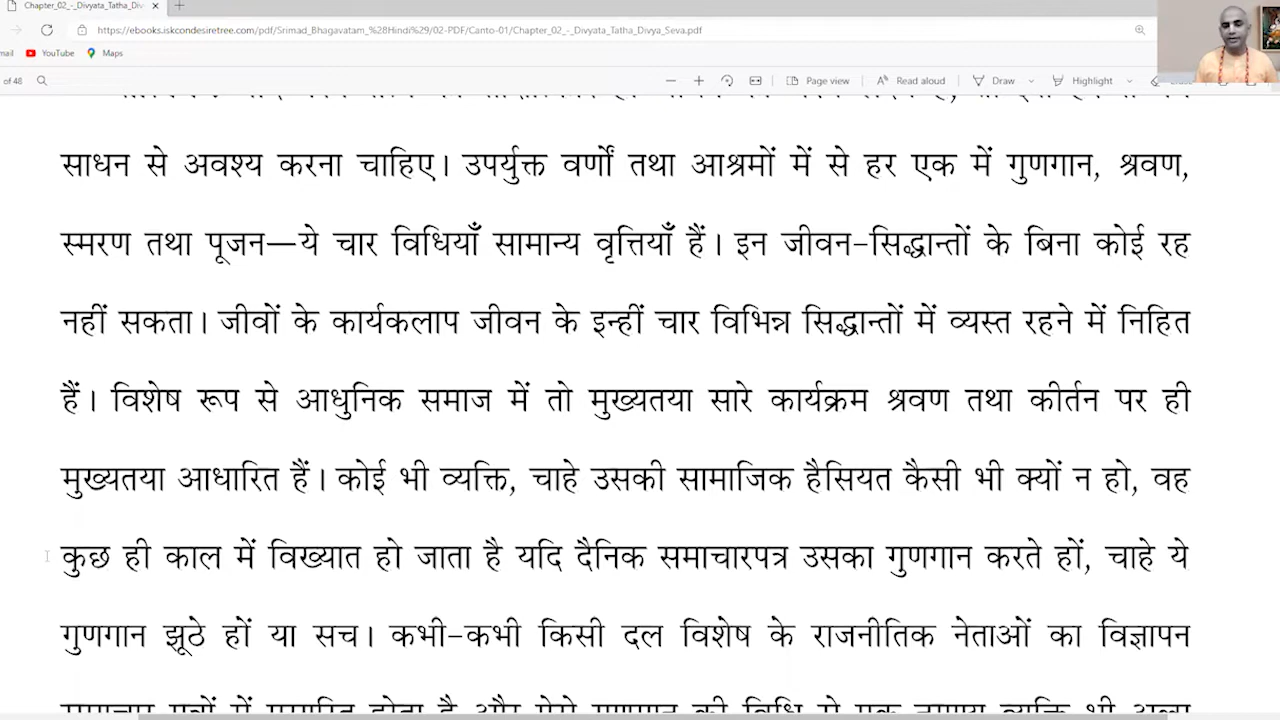 Chapter_02_-_Divyata_Tatha_Div
https://ebooks.iskcondesiretree.com/pdf/Srimad_Bhagavatam_%28Hindi%29/02-PDF/Canto-01/Chapter_02_-_Divyata_Tatha_Divya_Seva.pdf
mail YouTube Maps
of 48 Page view Read aloud Draw Highlight
साधन से अवश्य करना चाहिए। उपर्युक्त वर्णों तथा आश्रमों में से हर एक में गुणगान, श्रवण,
स्मरण तथा पूजन—ये चार विधियाँ सामान्य वृत्तियाँ हैं। इन जीवन-सिद्धान्तों के बिना कोई रह
नहीं सकता। जीवों के कार्यकलाप जीवन के इन्हीं चार विभिन्न सिद्धान्तों में व्यस्त रहने में निहित
हैं। विशेष रूप से आधुनिक समाज में तो मुख्यतया सारे कार्यक्रम श्रवण तथा कीर्तन पर ही
मुख्यतया आधारित हैं। कोई भी व्यक्ति, चाहे उसकी सामाजिक हैसियत कैसी भी क्यों न हो, वह
कुछ ही काल में विख्यात हो जाता है यदि दैनिक समाचारपत्र उसका गुणगान करते हों, चाहे ये
गुणगान झूठे हों या सच। कभी-कभी किसी दल विशेष के राजनीतिक नेताओं का विज्ञापन